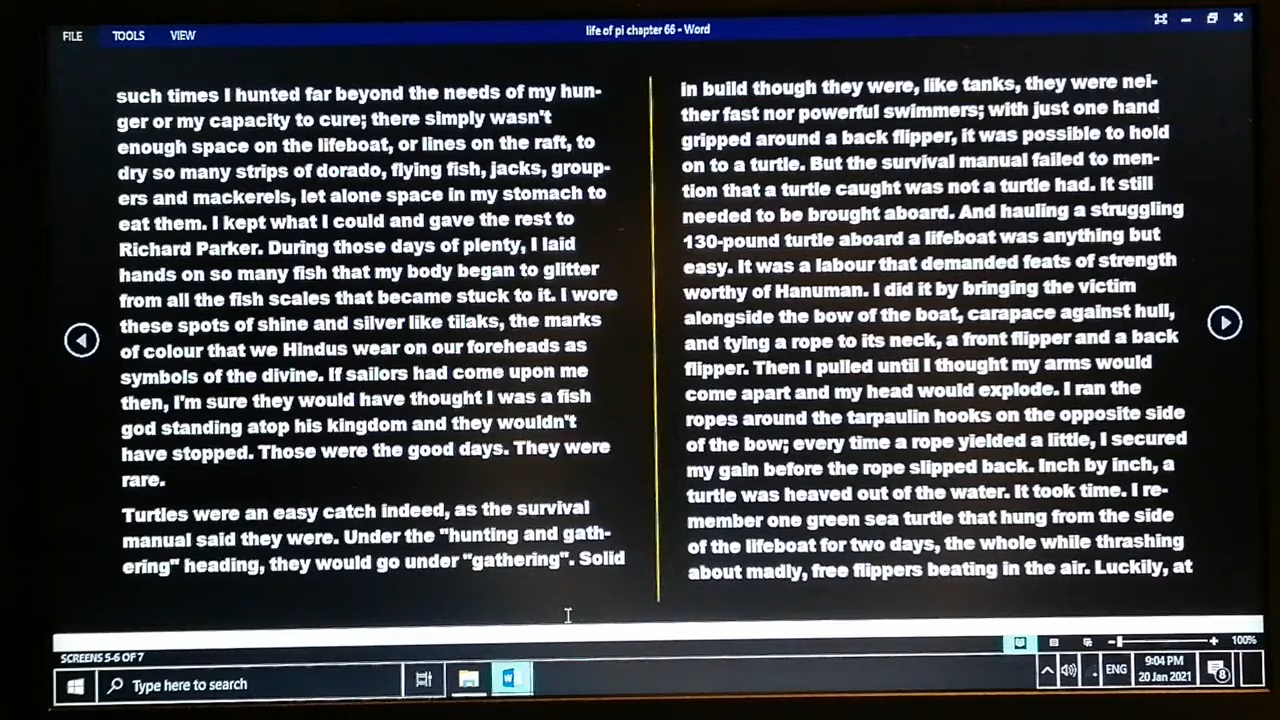 FILE TOOLS VIEW
life of pi chapter 66 - Word
such times I hunted far beyond the needs of my hun-
ger or my capacity to cure; there simply wasn't
enough space on the lifeboat, or lines on the raft, to
dry so many strips of dorado, flying fish, jacks, group-
ers and mackerels, let alone space in my stomach to
eat them. I kept what I could and gave the rest to
Richard Parker. During those days of plenty, I laid
hands on so many fish that my body began to glitter
from all the fish scales that became stuck to it. I wore
these spots of shine and silver like tilaks, the marks
of colour that we Hindus wear on our foreheads as
symbols of the divine. If sailors had come upon me
then, I'm sure they would have thought I was a fish
god standing atop his kingdom and they wouldn't
have stopped. Those were the good days. They were
rare.
Turtles were an easy catch indeed, as the survival
manual said they were. Under the "hunting and gath-
ering" heading, they would go under "gathering". Solid
in build though they were, like tanks, they were nei-
ther fast nor powerful swimmers; with just one hand
gripped around a back flipper, it was possible to hold
on to a turtle. But the survival manual failed to men-
tion that a turtle caught was not a turtle had. It still
needed to be brought aboard. And hauling a struggling
130-pound turtle aboard a lifeboat was anything but
easy. It was a labour that demanded feats of strength
worthy of Hanuman. I did it by bringing the victim
alongside the bow of the boat, carapace against hull,
and tying a rope to its neck, a front flipper and a back
flipper. Then I pulled until I thought my arms would
come apart and my head would explode. I ran the
ropes around the tarpaulin hooks on the opposite side
of the bow; every time a rope yielded a little, I secured
my gain before the rope slipped back. Inch by inch, a
turtle was heaved out of the water. It took time. I re-
member one green sea turtle that hung from the side
of the lifeboat for two days, the whole while thrashing
about madly, free flippers beating in the air. Luckily, at
SCREENS 5-6 OF 7
100%
Type here to search
ENG
9:04 PM
20 Jan 2021
8